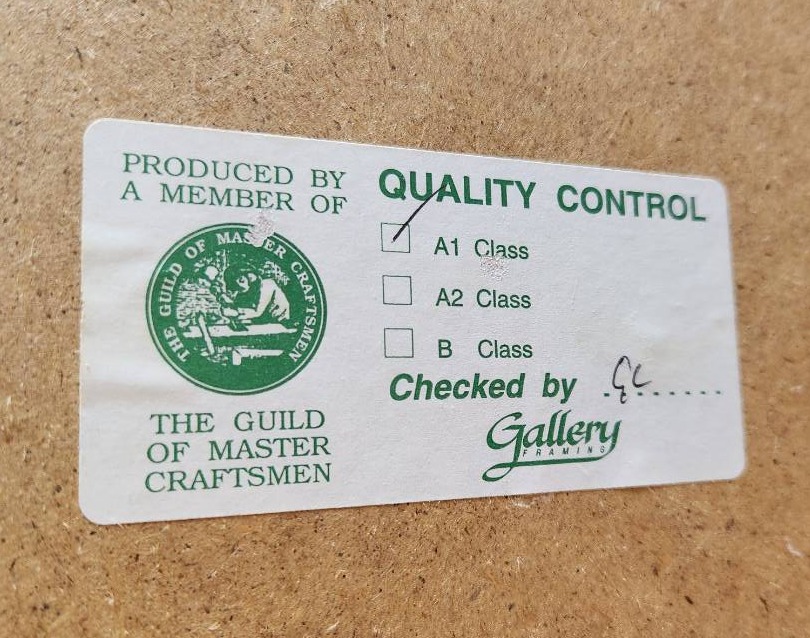 PRODUCED BY
A MEMBER OF
THE GUILD OF MASTER CRAFTSMEN
THE GUILD
OF MASTER
CRAFTSMEN
QUALITY CONTROL
A1 Class
A2 Class
B Class
Checked by
Gallery
FRAMING